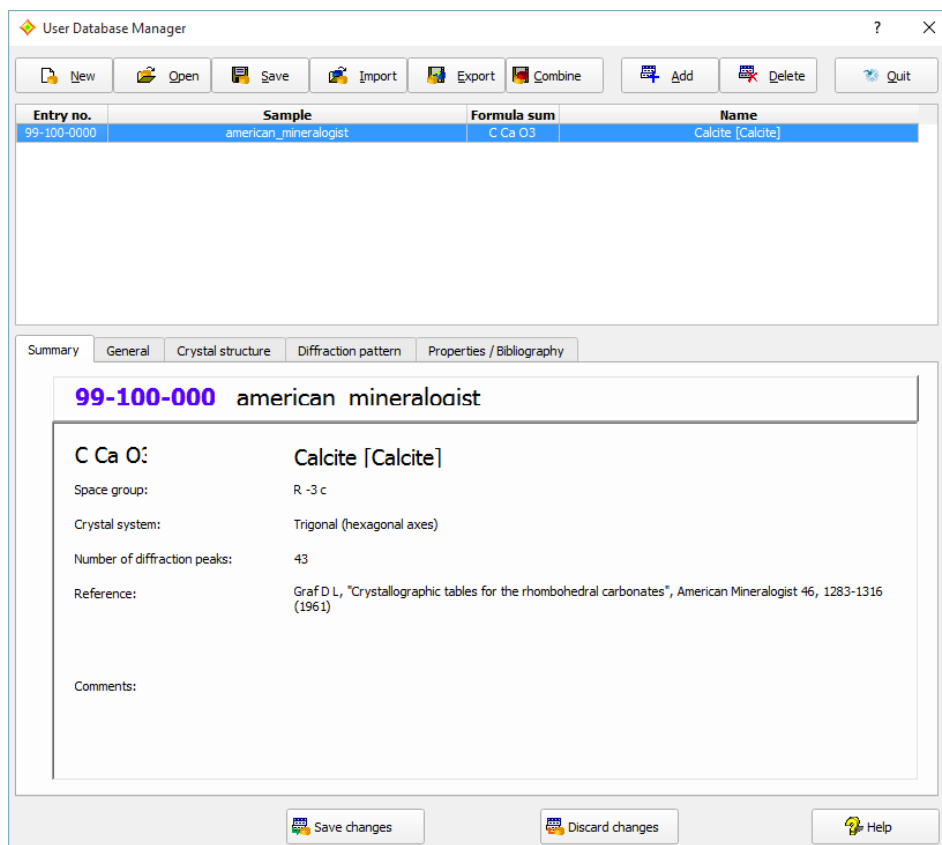 User Database Manager ? ×
New Open Save Import Export Combine Add Delete Quit
Entry no. Sample Formula sum Name
99-100-0000 american_mineralogist C Ca O3 Calcite [Calcite]
Summary General Crystal structure Diffraction pattern Properties / Bibliography
99-100-000 american mineralogist
C Ca O3 Calcite [Calcite]
Space group: R -3 c
Crystal system: Trigonal (hexagonal axes)
Number of diffraction peaks: 43
Reference: Graf D L, "Crystallographic tables for the rhombohedral carbonates", American Mineralogist 46, 1283-1316
(1961)
Comments:
Save changes Discard changes Help